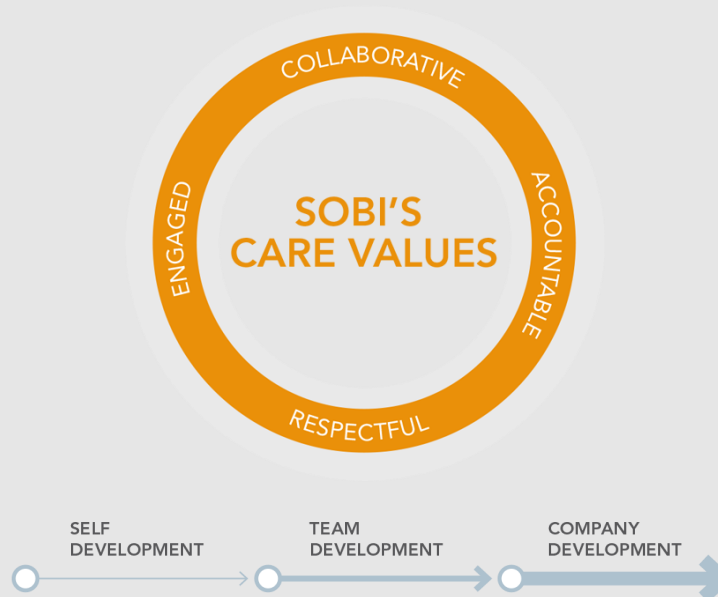 COLLABORATIVE
ENGAGED
SOBI'S
CARE VALUES
ACCOUNTABLE
RESPECTFUL
SELF
DEVELOPMENT
TEAM
DEVELOPMENT
COMPANY
DEVELOPMENT